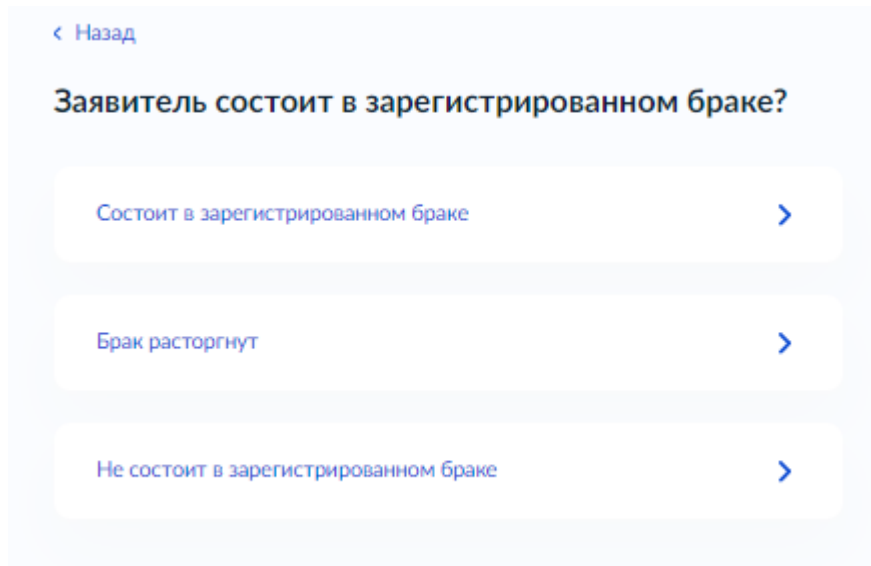 Назад
Заявитель состоит в зарегистрированном браке?
Состоит в зарегистрированном браке
Брак расторгнут
Не состоит в зарегистрированном браке